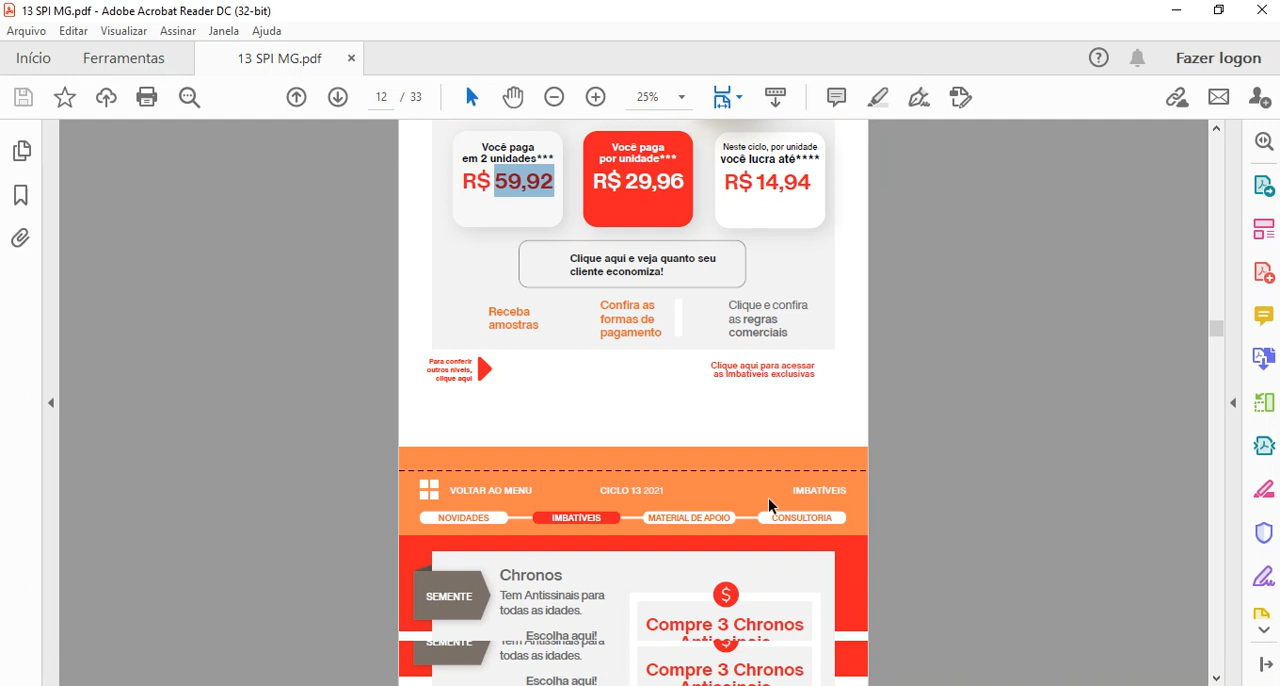 13 SPI MG.pdf - Adobe Acrobat Reader DC (32-bit)
Arquivo Editar Visualizar Assinar Janela Ajuda
Início Ferramentas 13 SPI MG.pdf Fazer logon
12 / 33 25%
Você paga
em 2 unidades***
R$ 59,92
Você paga
por unidade***
R$ 29,96
Neste ciclo, por unidade
você lucra até****
R$ 14,94
Clique aqui e veja quanto seu
cliente economiza!
Receba
amostras
Confira as
formas de
pagamento
Clique e confira
as regras
comerciais
Para conferir
outros níveis,
clique aqui
Clique aqui para acessar
as Imbatíveis exclusivas
VOLTAR AO MENU CICLO 13 2021 IMBATÍVEIS
NOVIDADES IMBATÍVEIS MATERIAL DE APOIO CONSULTORIA
SEMENTE
Chronos
Tem Antissinais para
todas as idades.
Escolha aqui!
$
Compre 3 Chronos
Antissinais
SEMENTE
Tem Antissinais para
todas as idades.
Escolha aqui!
Compre 3 Chronos
Antissinais